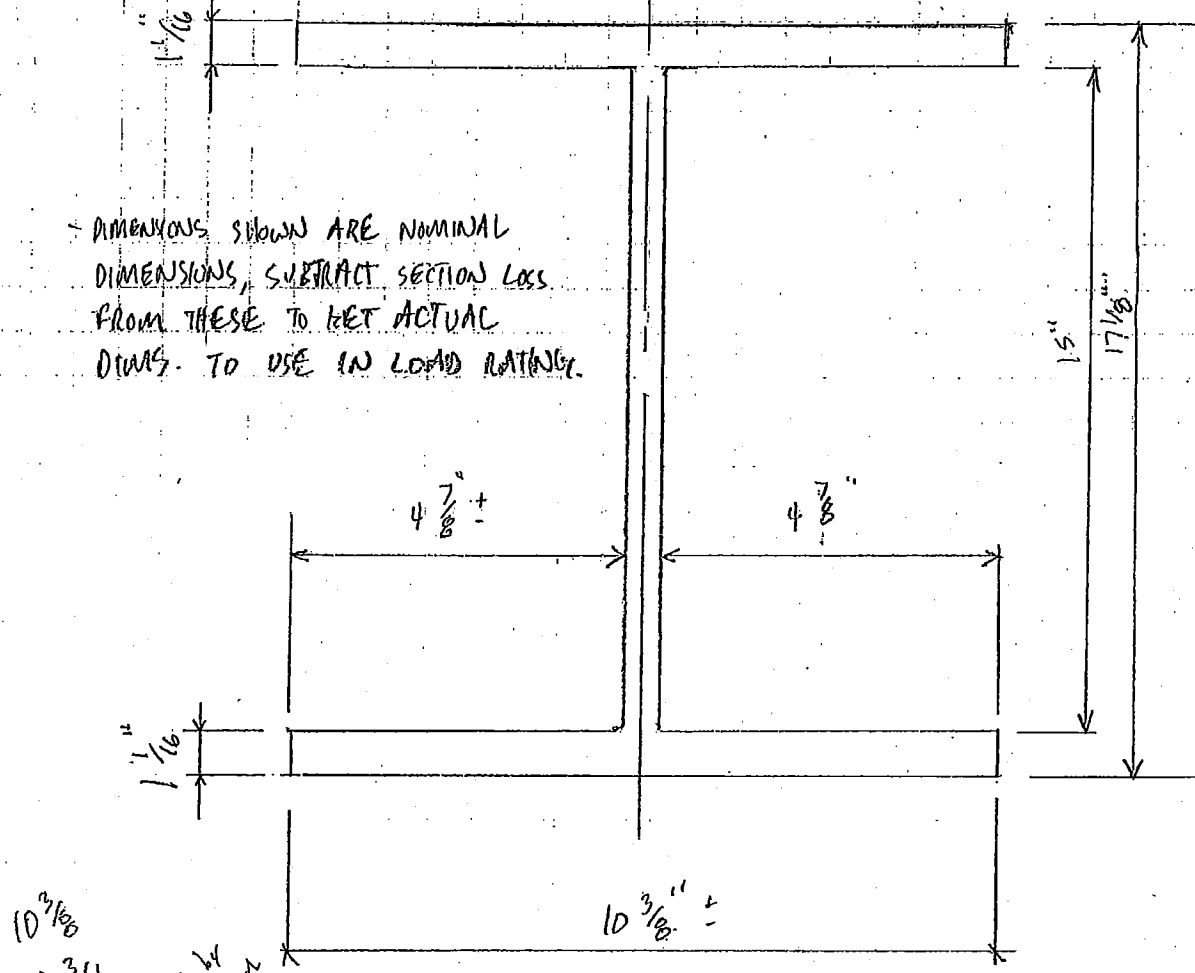 1 1/16"
- DIMENSIONS SHOWN ARE NOMINAL
DIMENSIONS, SUBTRACT SECTION LOSS
FROM THESE TO GET ACTUAL
DIMS. TO USE IN LOAD RATING.
15"
17 1/8"
4 7/8" ±
4 7/8"
1 1/16"
10 3/8" ±
10 3/8